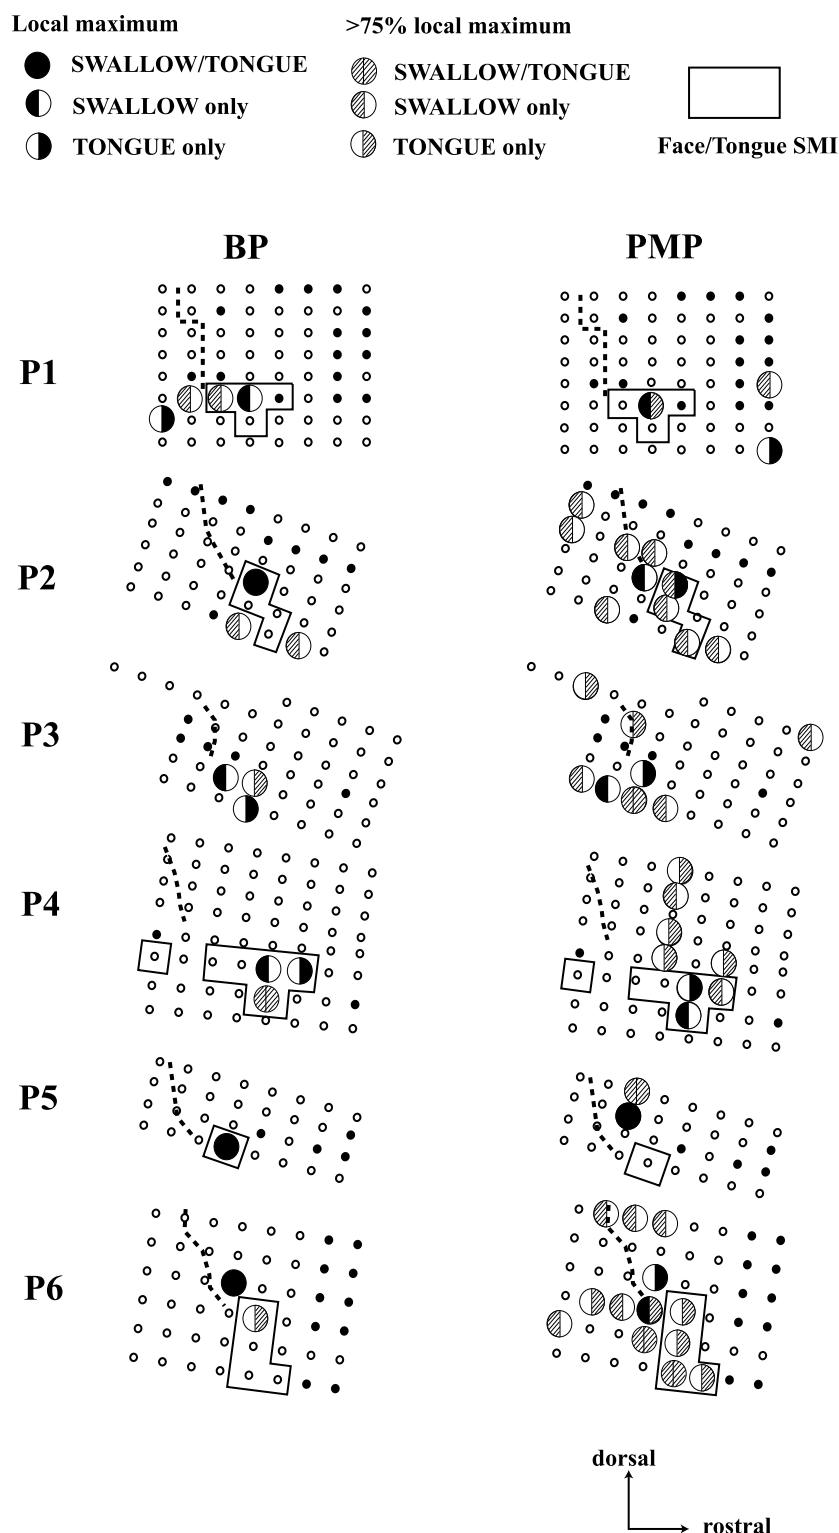 Local maximum
>75% local maximum
SWALLOW/TONGUE
SWALLOW/TONGUE
SWALLOW only
SWALLOW only
TONGUE only
TONGUE only
Face/Tongue SMI
BP
PMP
P1
P2
P3
P4
P5
P6
dorsal
rostral